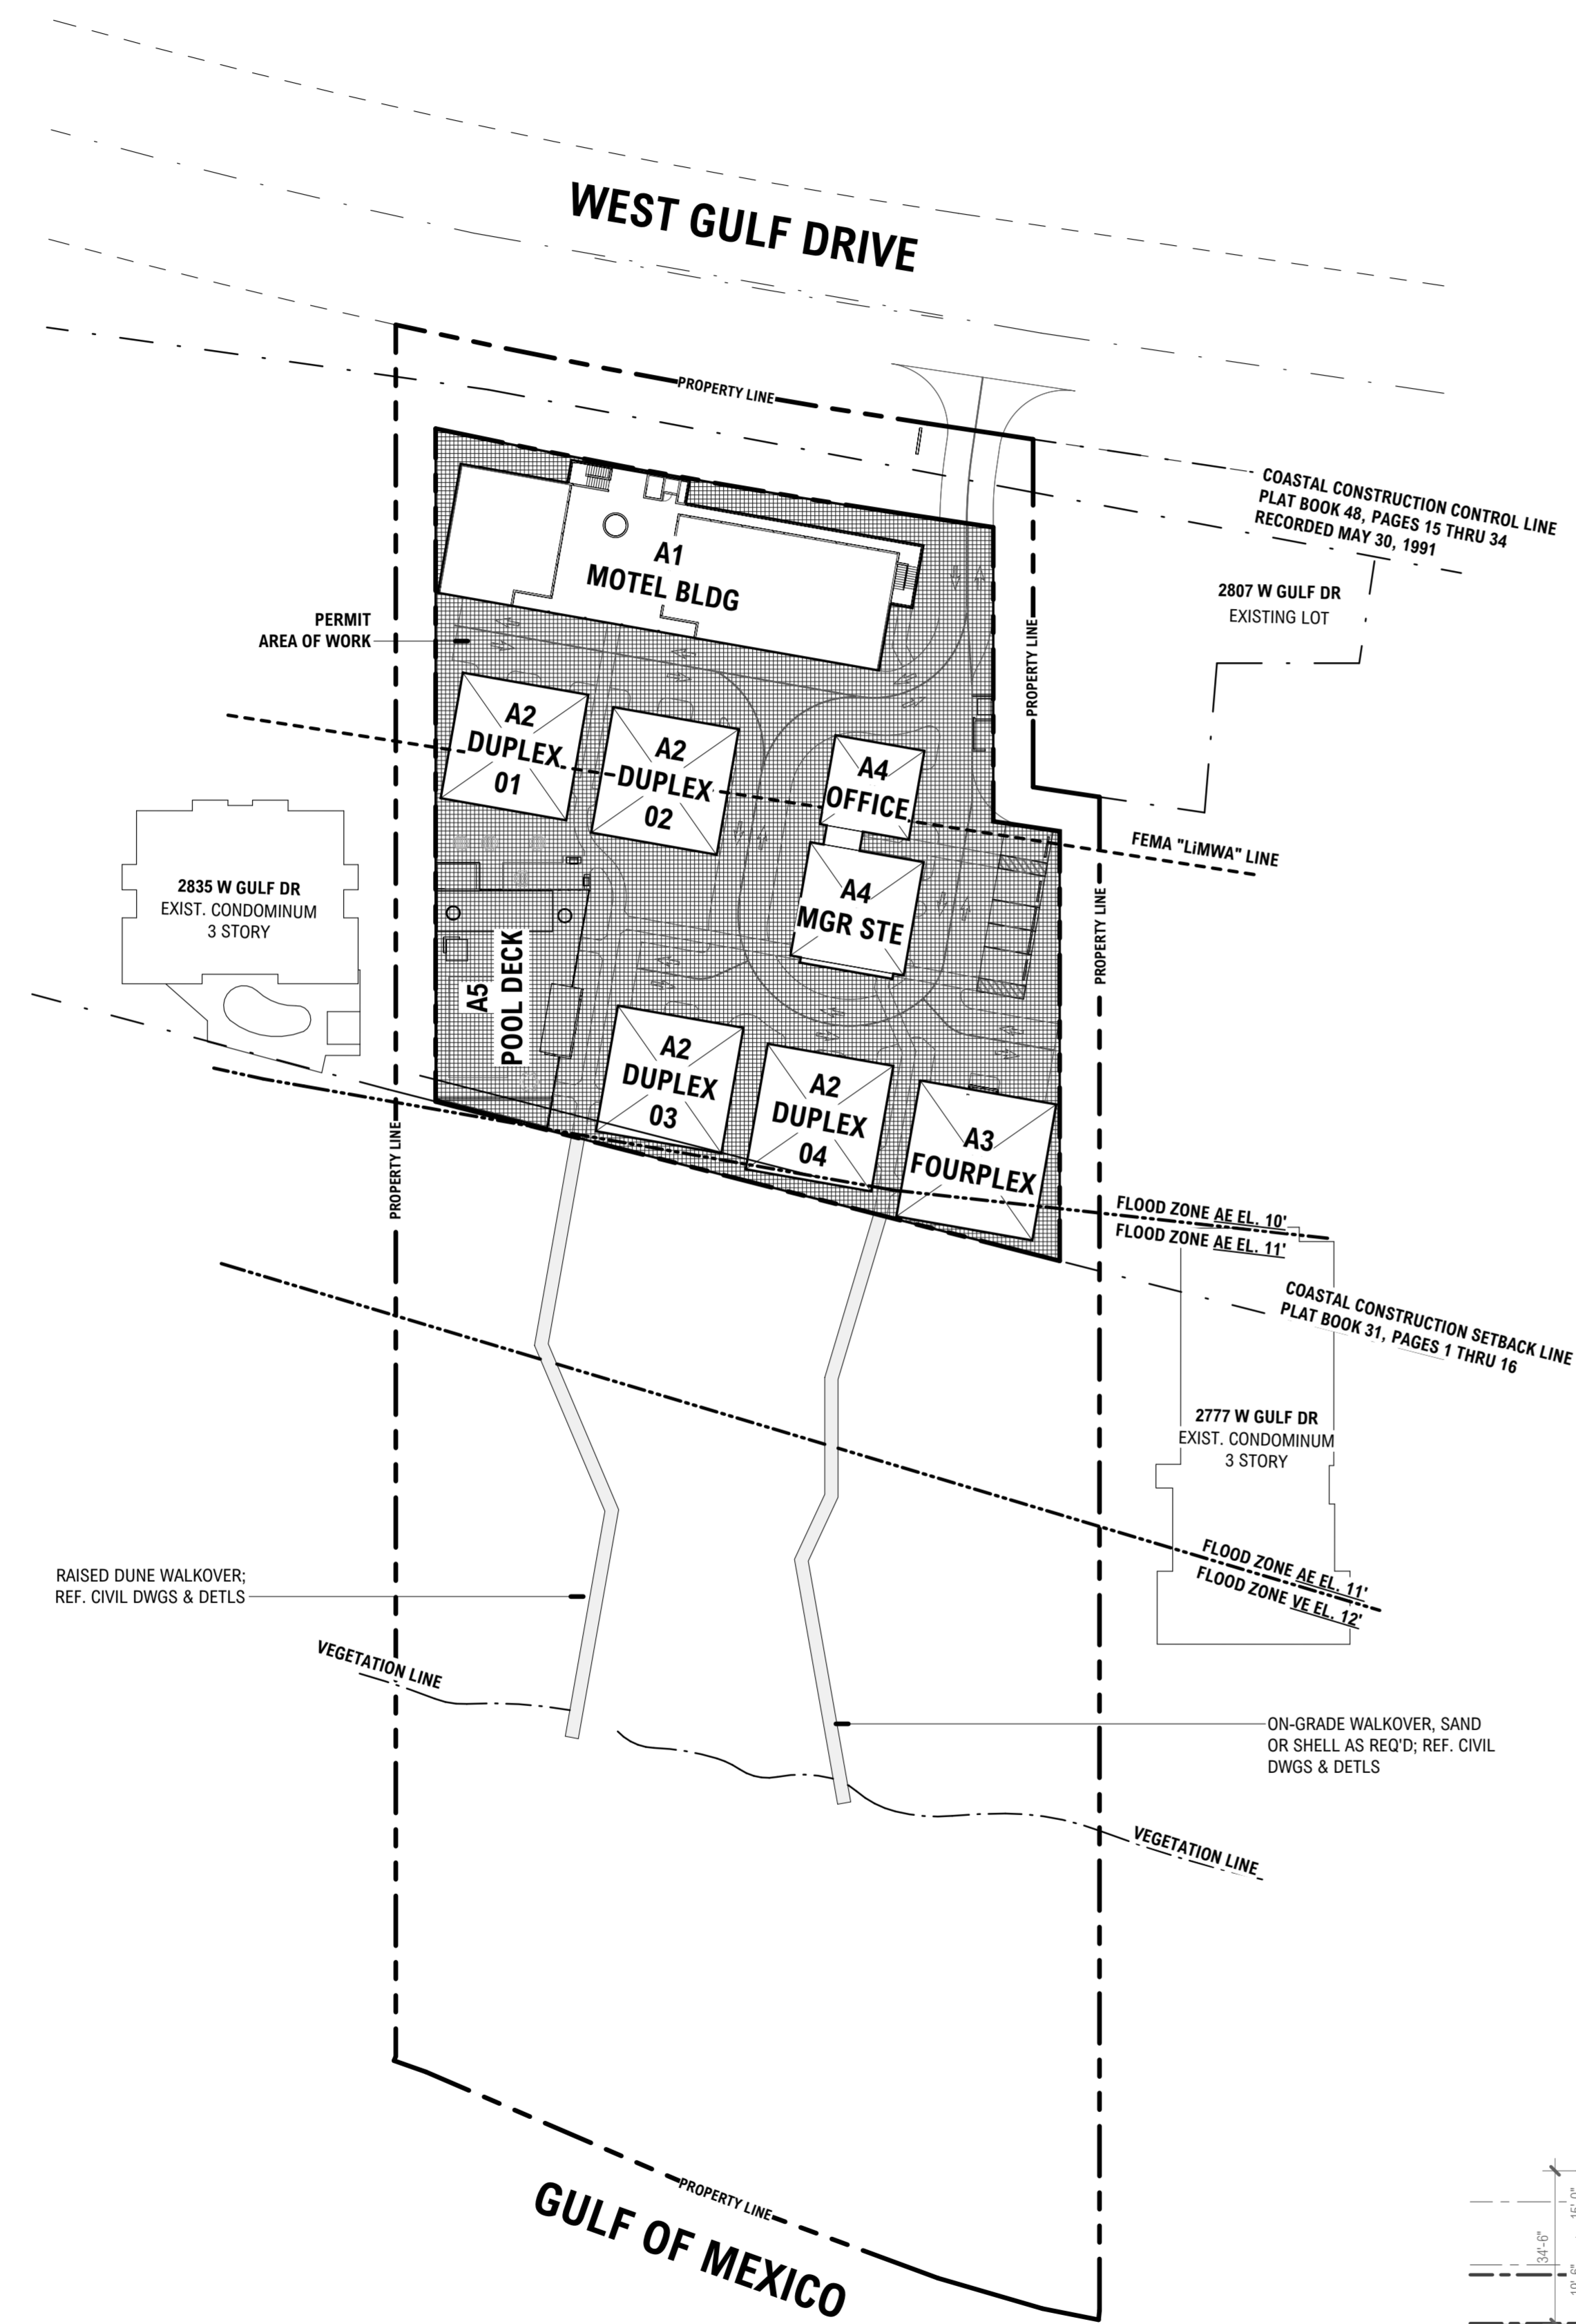 WEST GULF DRIVE
PROPERTY LINE
COASTAL CONSTRUCTION CONTROL LINE
PLAT BOOK 48, PAGES 15 THRU 34
RECORDED MAY 30, 1991
A1
MOTEL BLDG
2807 W GULF DR
EXISTING LOT
PERMIT
AREA OF WORK
PROPERTY LINE
A2
DUPLEX
01
A2
DUPLEX
02
A4
OFFICE
FEMA "LiMWA" LINE
2835 W GULF DR
EXIST. CONDOMINUM
3 STORY
A4
MGR STE
PROPERTY LINE
A5
POOL DECK
A2
DUPLEX
03
A2
DUPLEX
04
A3
FOURPLEX
PROPERTY LINE
FLOOD ZONE AE EL. 10'
FLOOD ZONE AE EL. 11'
COASTAL CONSTRUCTION SETBACK LINE
PLAT BOOK 31, PAGES 1 THRU 16
2777 W GULF DR
EXIST. CONDOMINUM
3 STORY
FLOOD ZONE AE EL. 11'
FLOOD ZONE VE EL. 12'
RAISED DUNE WALKOVER;
REF. CIVIL DWGS & DETLS
VEGETATION LINE
ON-GRADE WALKOVER, SAND
OR SHELL AS REQ'D; REF. CIVIL
DWGS & DETLS
VEGETATION LINE
PROPERTY LINE
GULF OF MEXICO
34'-6"